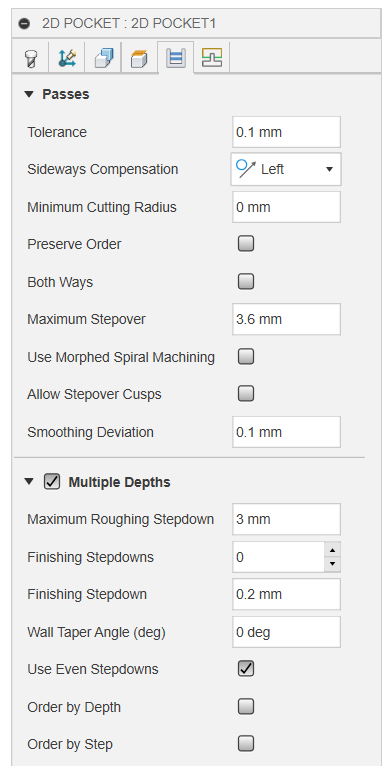 2D POCKET : 2D POCKET1
Passes
Tolerance 0.1 mm
Sideways Compensation Left
Minimum Cutting Radius 0 mm
Preserve Order
Both Ways
Maximum Stepover 3.6 mm
Use Morphed Spiral Machining
Allow Stepover Cusps
Smoothing Deviation 0.1 mm
Multiple Depths
Maximum Roughing Stepdown 3 mm
Finishing Stepdowns 0
Finishing Stepdown 0.2 mm
Wall Taper Angle (deg) 0 deg
Use Even Stepdowns
Order by Depth
Order by Step